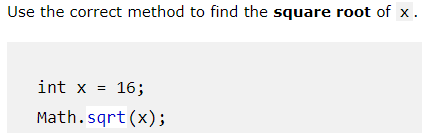 Use the correct method to find the square root of x.
int x = 16;
Math.sqrt(x);